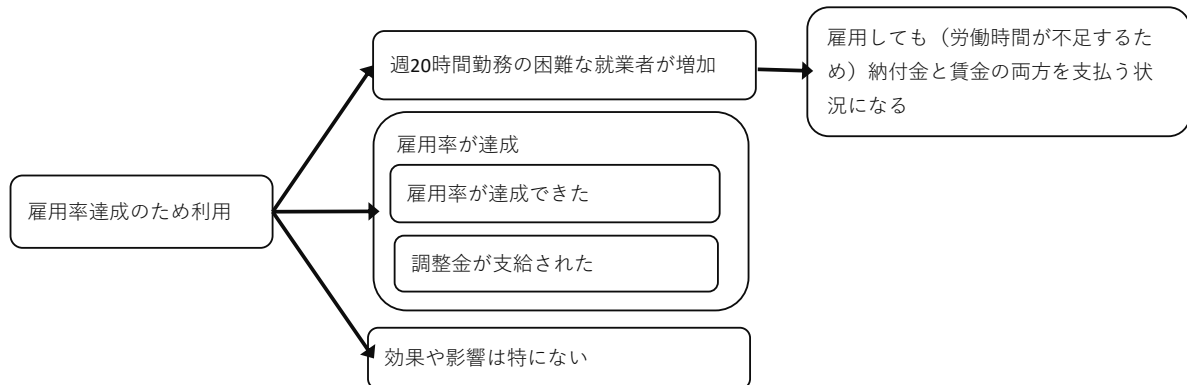 雇用率達成のため利用
週20時間勤務の困難な就業者が増加
雇用しても（労働時間が不足するた
め）納付金と賃金の両方を支払う状
況になる
雇用率が達成
雇用率が達成できた
調整金が支給された
効果や影響は特にない